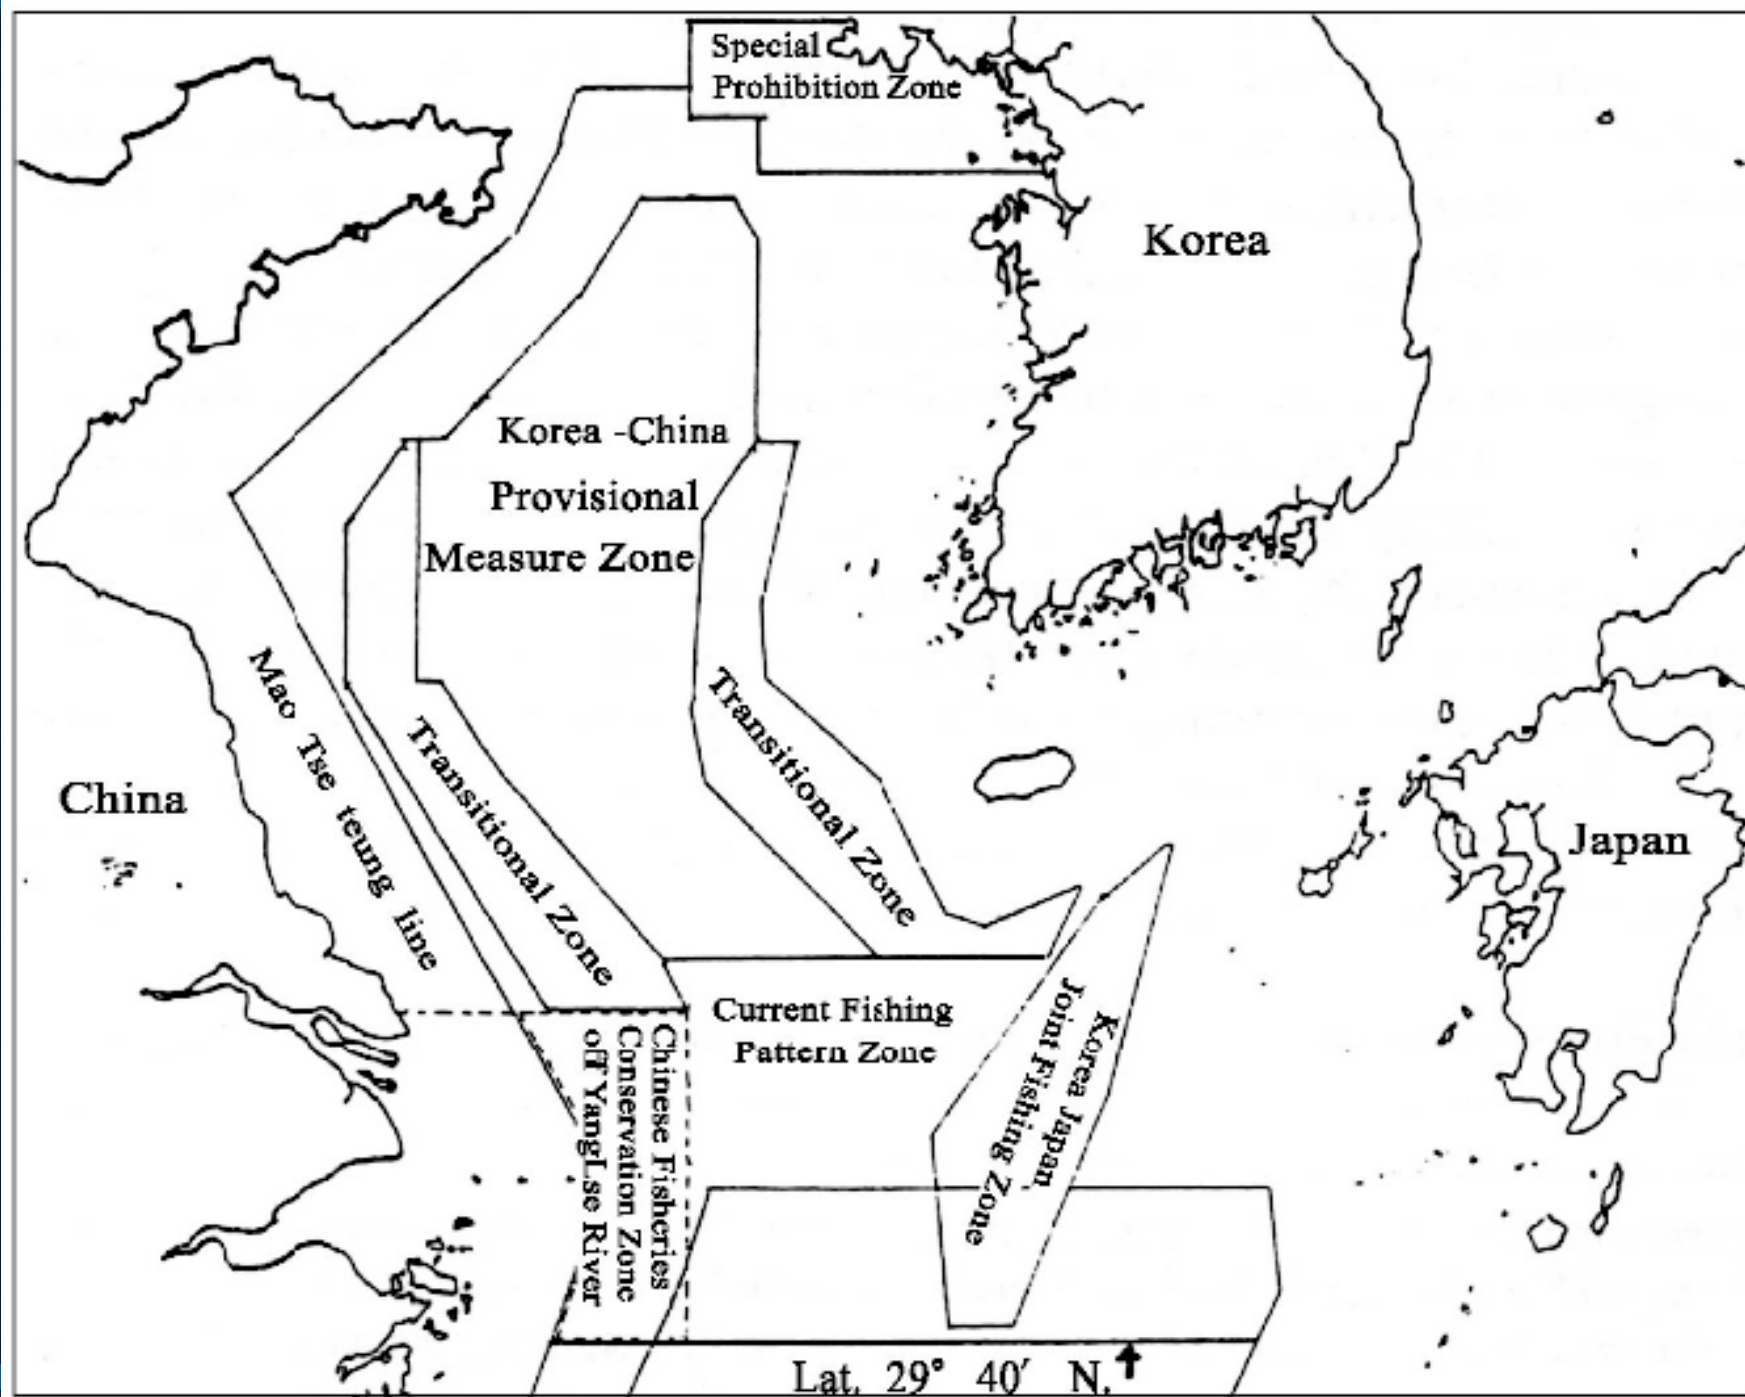 Special
Prohibition Zone
Korea
Korea -China
Provisional
Measure Zone
Mao Tse teung line
Transitional Zone
Transitional Zone
China
Japan
Current Fishing
Pattern Zone
Korea Japan
Joint Fishing Zone
Chinese Fisheries
Conservation Zone
off YangLse River
Lat. 29° 40′ N.